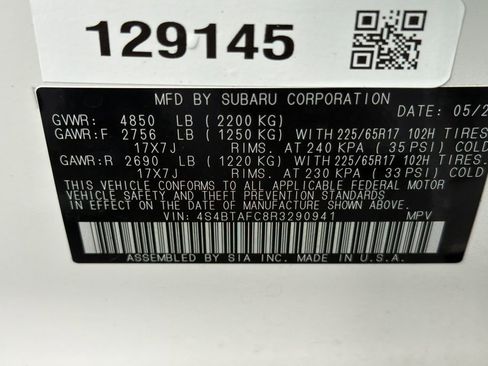 129145
MFD BY SUBARU CORPORATION
DATE: 05/2
GVWR: 4850 LB (2200 KG)
GAWR:F 2756 LB (1250 KG) WITH 225/65R17 102H TIRES
17X7J RIMS. AT 240 KPA (35 PSI) COLD
GAWR:R 2690 LB (1220 KG) WITH 225/65R17 102H TIRES
17X7J RIMS. AT 230 KPA (33 PSI) COLD
THIS VEHICLE CONFORMS TO ALL APPLICABLE FEDERAL MOTOR
VEHICLE SAFETY AND THEFT PREVENTION STANDARDS
IN EFFECT ON THE DATE OF MANUFACTURE SHOWN ABOVE.
VIN: 4S4BTAFC8R3290941 MPV
ASSEMBLED BY SIA INC. MADE IN U.S.A.